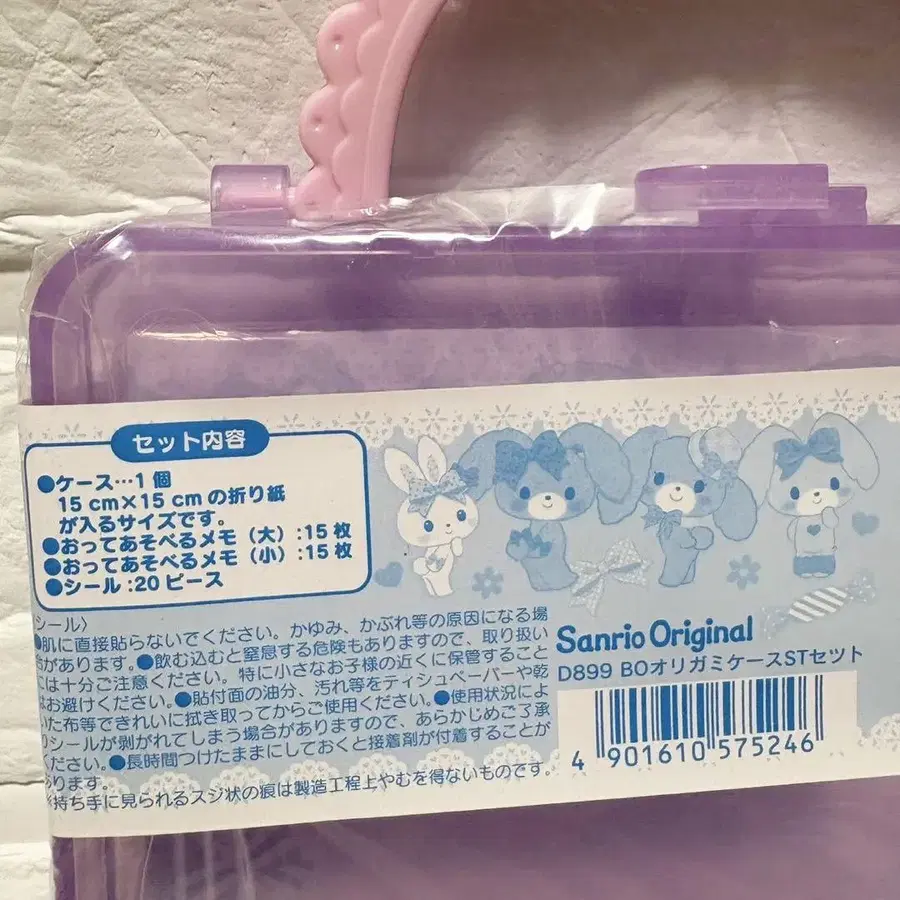 セット内容
●ケース…1個
15cm×15cmの折り紙
が入るサイズです。
●おってあそべるメモ(大):15枚
●おってあそべるメモ(小):15枚
●シール:20ピース
シール〉
●肌に直接貼らないでください。かゆみ、かぶれ等の原因になる場
合があります。●飲む込むと窒息する危険もありますので、取り扱い
には十分ご注意ください。特に小さなお子様の近くに保管すること
はお避けください。●貼付面の油分、汚れ等をティシュペーパーや乾
いた布等できれいに拭き取ってからご使用ください。●使用状況によ
りシールが剥がれてしまう場合がありますので、あらかじめご了承
ください。●長時間つけたままにしておくと接着剤が付着することが
あります。
※持ち手に見られるスジ状の痕は製造工程上やむを得ないものです。
Sanrio Original
D899 BOオリガミケースSTセット
4 901610 575246